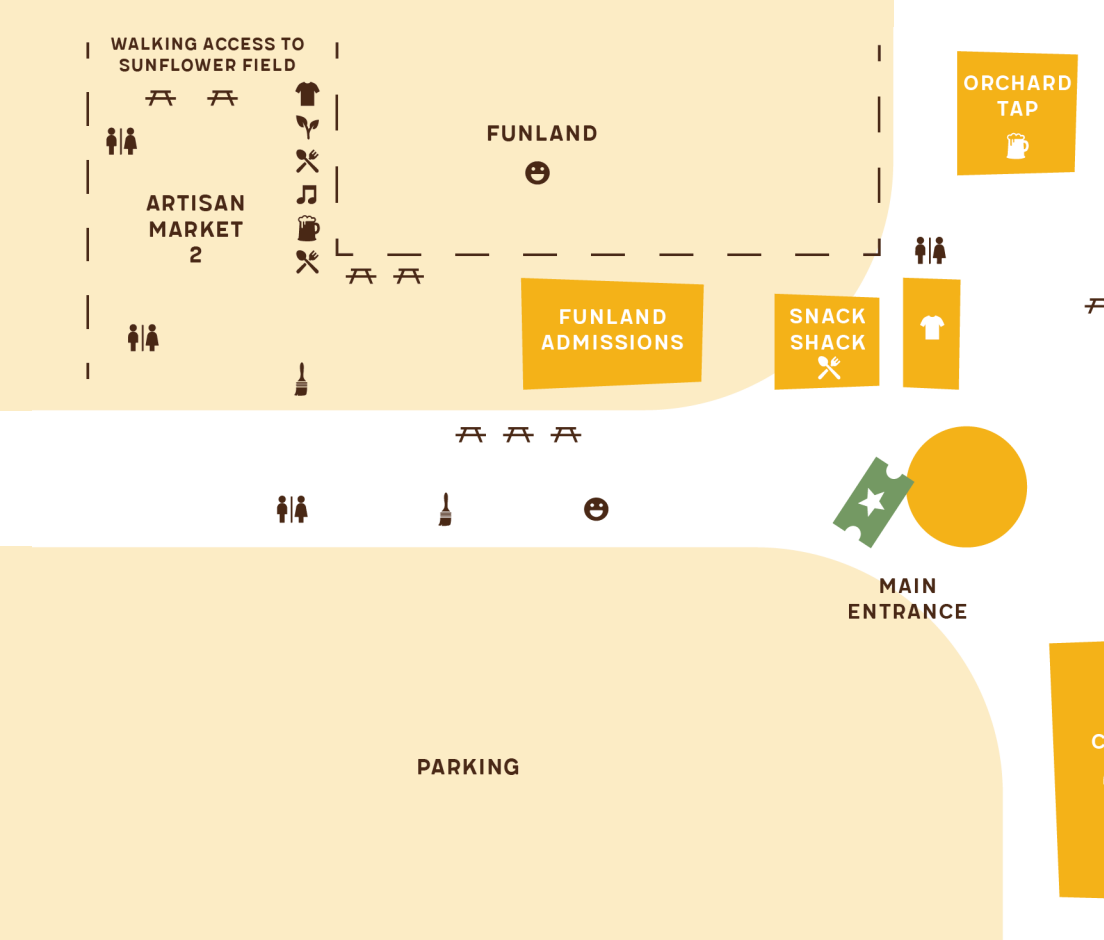 WALKING ACCESS TO
SUNFLOWER FIELD
FUNLAND
ORCHARD
TAP
ARTISAN
MARKET
2
FUNLAND
ADMISSIONS
SNACK
SHACK
MAIN
ENTRANCE
C
PARKING